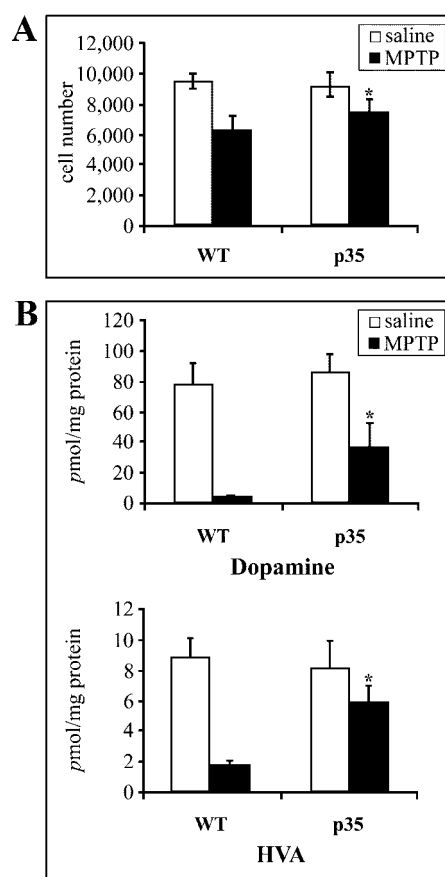 A
saline
MPTP
12,000
10,000
8,000
6,000
4,000
2,000
0
cell number
*
WT p35
B
saline
MPTP
120
100
80
60
40
20
0
pmol/mg protein
*
WT p35
Dopamine
12
10
8
6
4
2
0
pmol/mg protein
*
WT p35
HVA